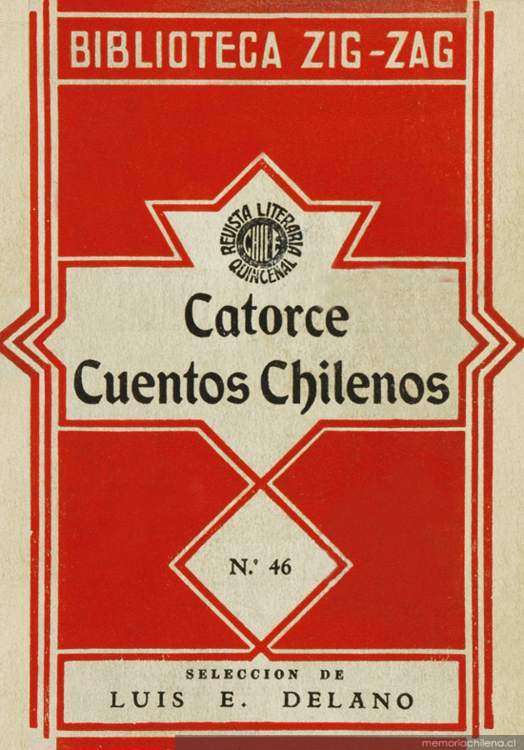 BIBLIOTECA ZIG-ZAG
REVISTA LITERARIA
CHILE
QUINCENAL
Catorce
Cuentos Chilenos
N.° 46
SELECCION DE
LUIS E. DELANO
memoriachilena.cl